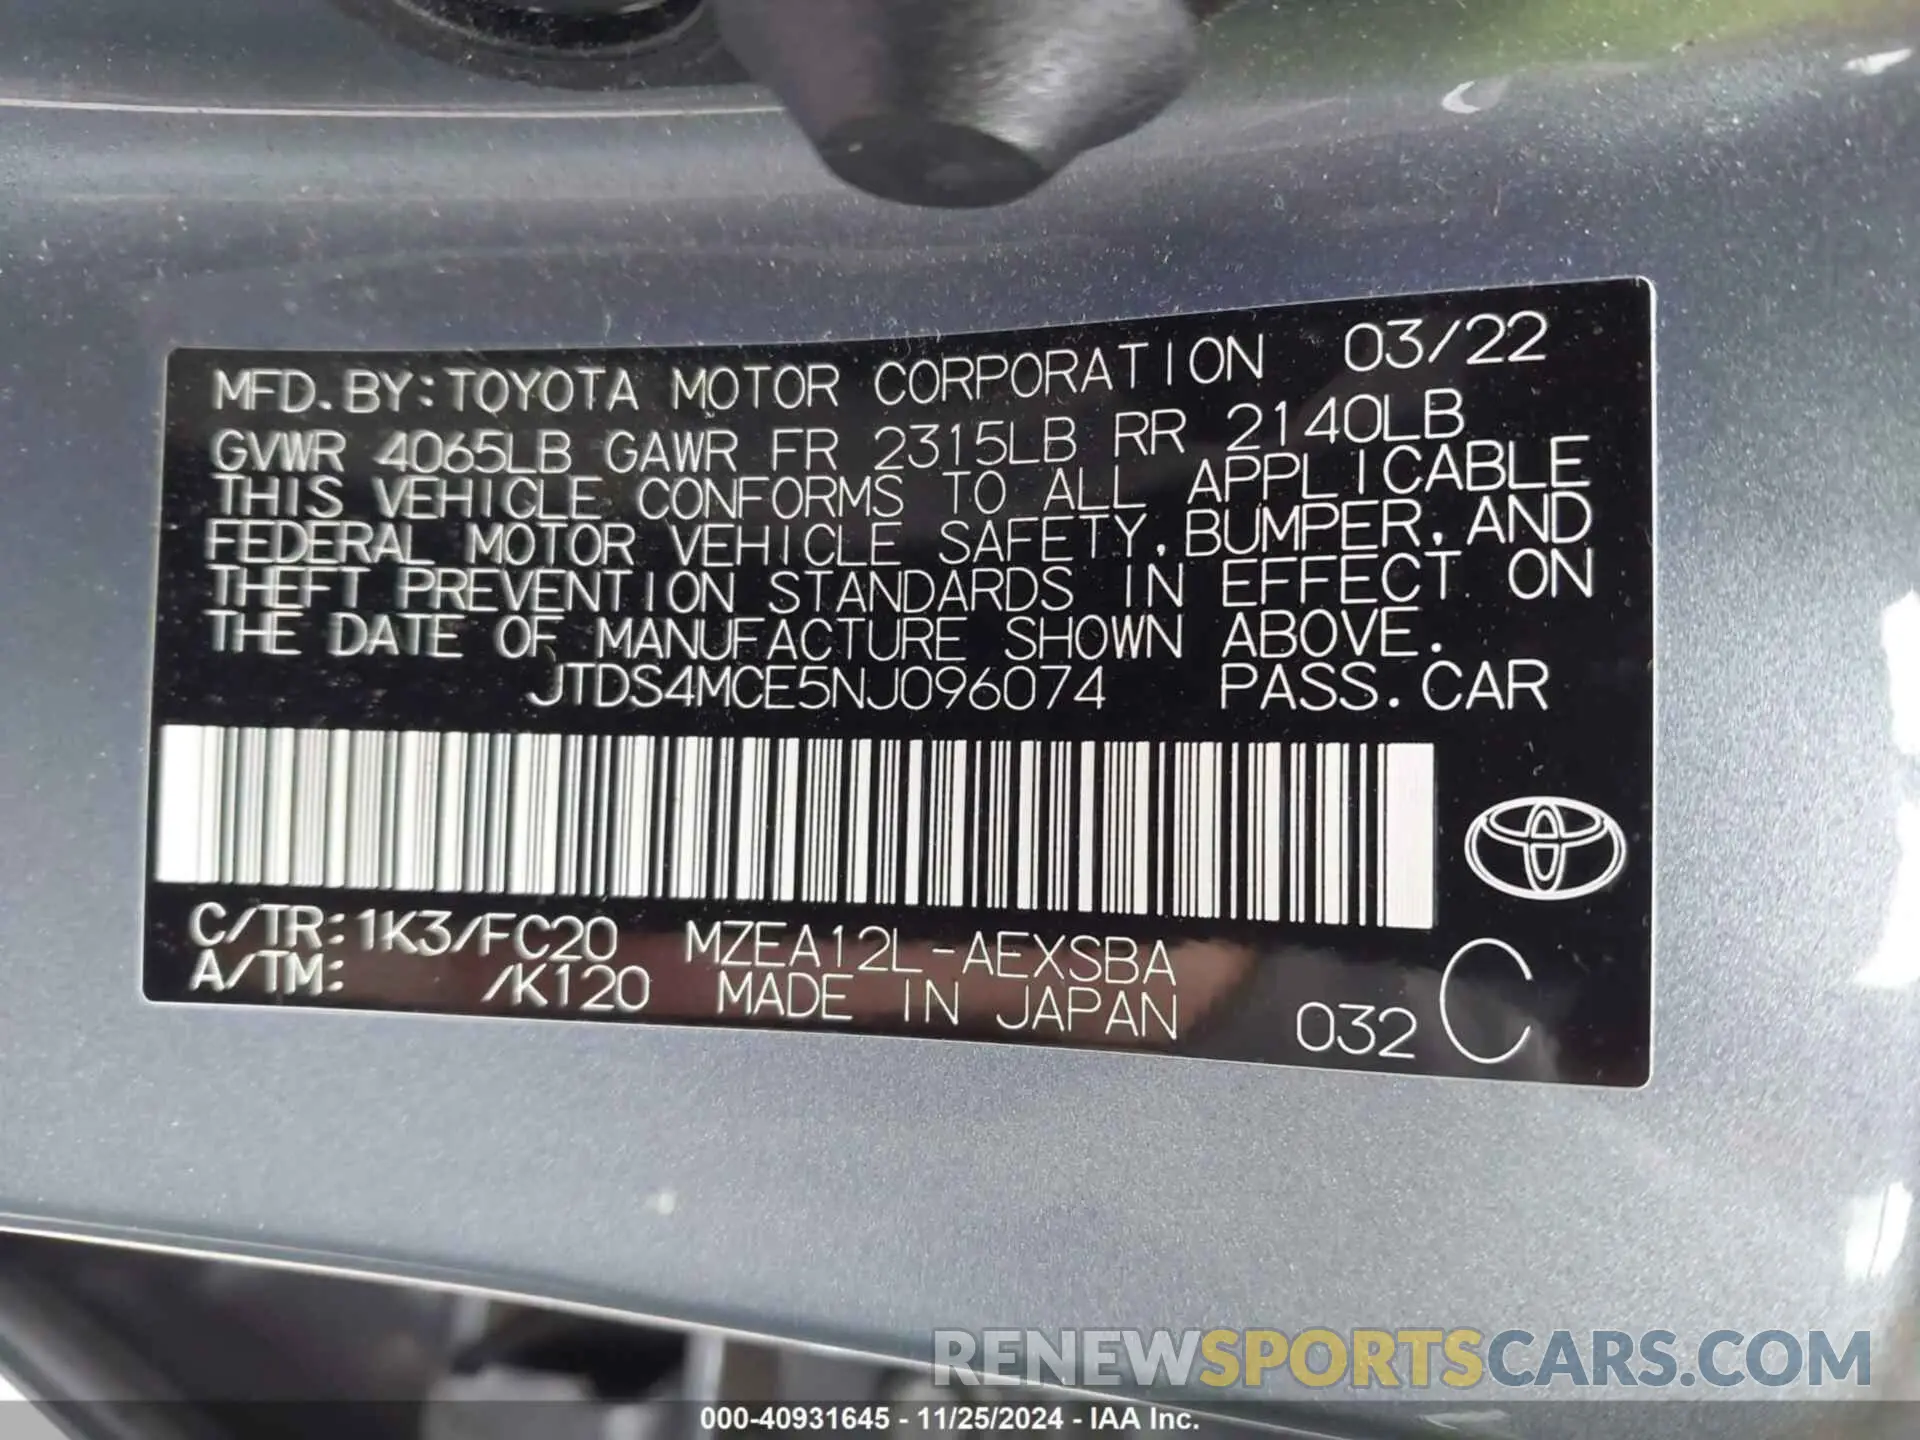 MFD.BY:TOYOTA MOTOR CORPORATION 03/22
GVWR 4065LB GAWR FR 2315LB RR 2140LB
THIS VEHICLE CONFORMS TO ALL APPLICABLE
FEDERAL MOTOR VEHICLE SAFETY, BUMPER, AND
THEFT PREVENTION STANDARDS IN EFFECT ON
THE DATE OF MANUFACTURE SHOWN ABOVE.
JTDS4MCE5NJ096074 PASS.CAR
C/TR:1K3/FC20 MZEA12L-AEXSBA
A/TM: /K120 MADE IN JAPAN 032 C
RENEWSPORTSCARS.COM
000-40931645 - 11/25/2024 - IAA Inc.